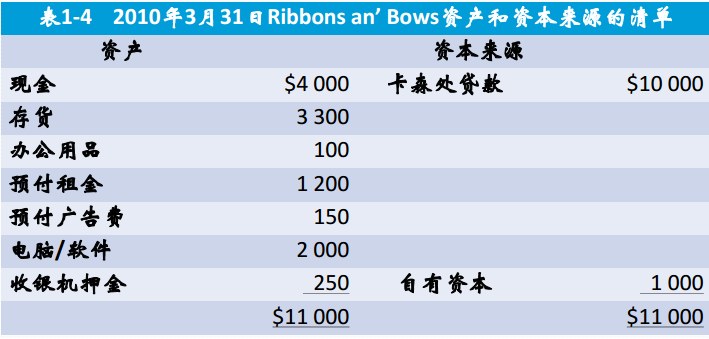 表1-4 2010年3月31日Ribbons an’ Bows资产和资本来源的清单
资产 资本来源
现金 $4 000 卡森处贷款 $10 000
存货 3 300
办公用品 100
预付租金 1 200
预付广告费 150
电脑/软件 2 000
收银机押金 250 自有资本 1 000
$11 000 $11 000